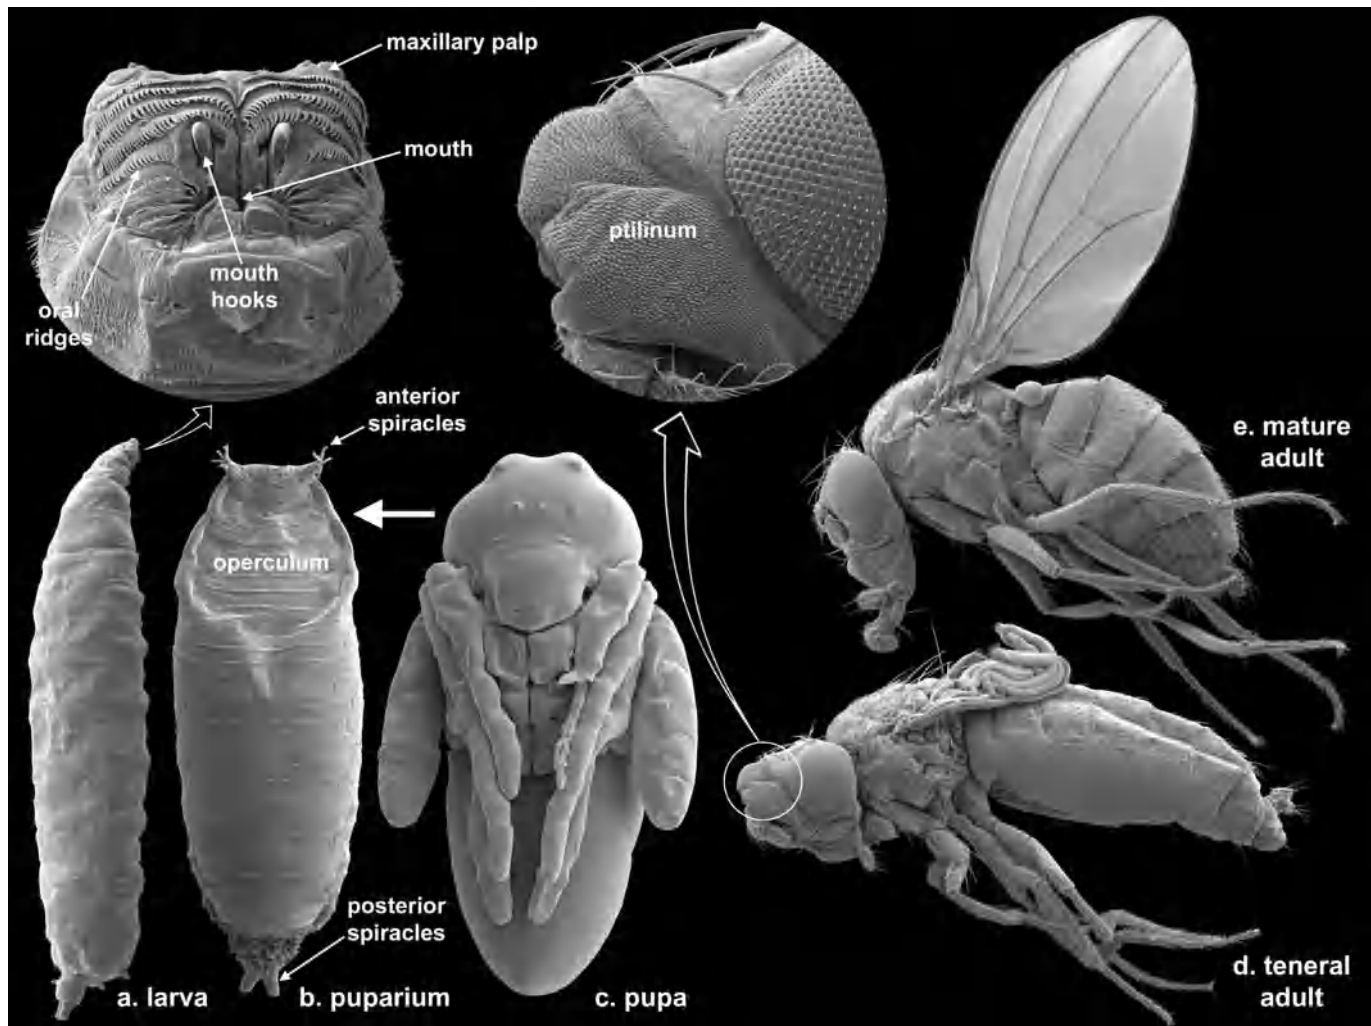 maxillary palp
mouth
mouth
hooks
oral
ridges
ptilinum
anterior
spiracles
operculum
posterior
spiracles
a. larva
b. puparium
c. pupa
e. mature
adult
d. teneral
adult